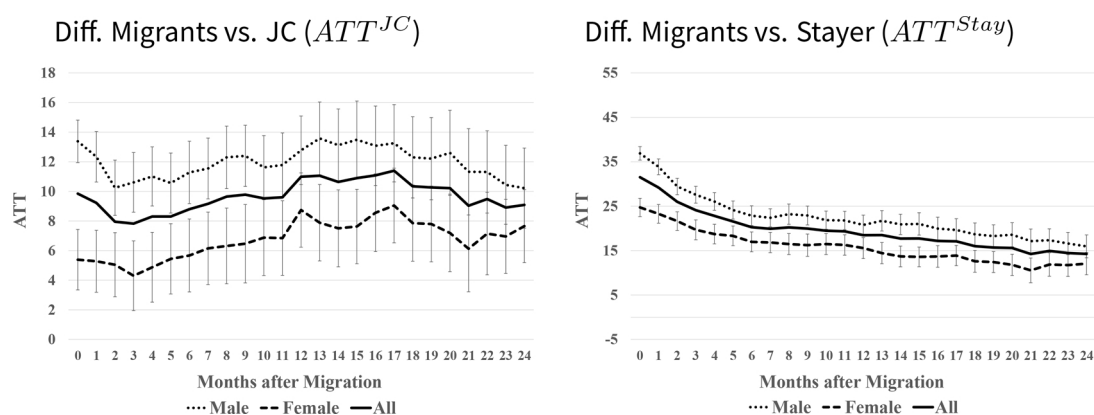 Diff. Migrants vs. JC (ATT^{JC})
18
16
14
12
10
8
6
4
2
0
ATT
0 1 2 3 4 5 6 7 8 9 10 11 12 13 14 15 16 17 18 19 20 21 22 23 24
Months after Migration
Male Female All
Diff. Migrants vs. Stayer (ATT^{Stay})
55
45
35
25
15
5
-5
ATT
0 1 2 3 4 5 6 7 8 9 10 11 12 13 14 15 16 17 18 19 20 21 22 23 24
Months after Migration
Male Female All